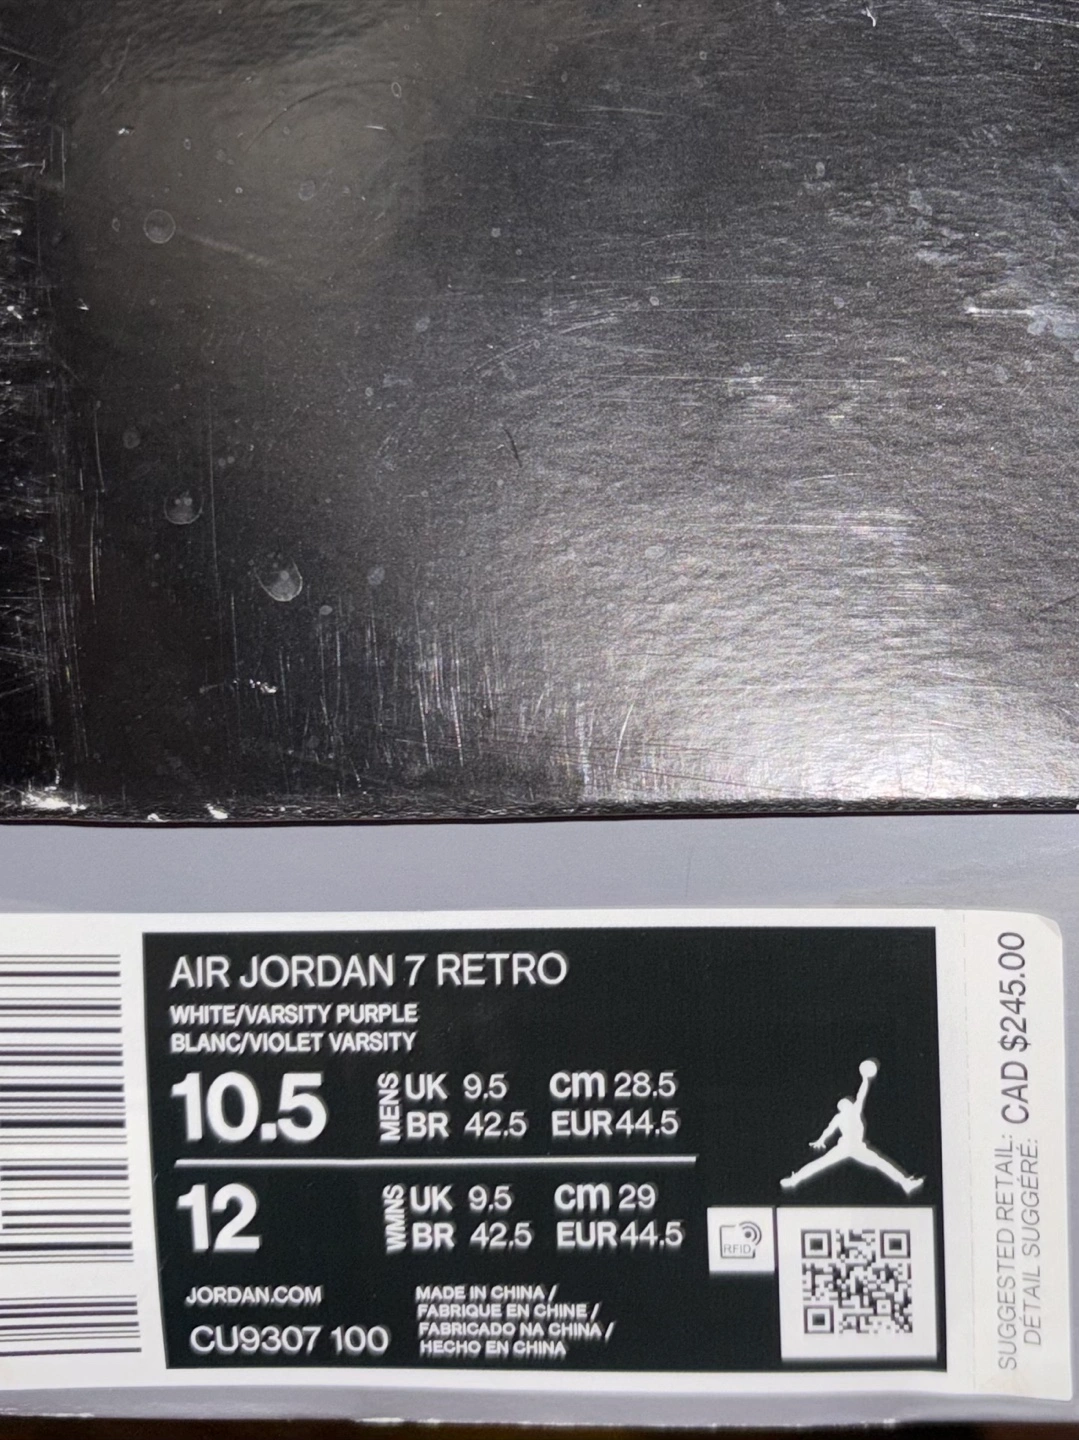 AIR JORDAN 7 RETRO
WHITE/VARSITY PURPLE
BLANC/VIOLET VARSITY
10.5 MENS UK 9.5 cm 28.5
BR 42.5 EUR 44.5
12 WMNS UK 9.5 cm 29
BR 42.5 EUR 44.5
RFID
JORDAN.COM
CU9307 100
MADE IN CHINA /
FABRIQUE EN CHINE /
FABRICADO NA CHINA /
HECHO EN CHINA
SUGGESTED RETAIL: CAD $245.00
DÉTAIL SUGGÉRÉ: